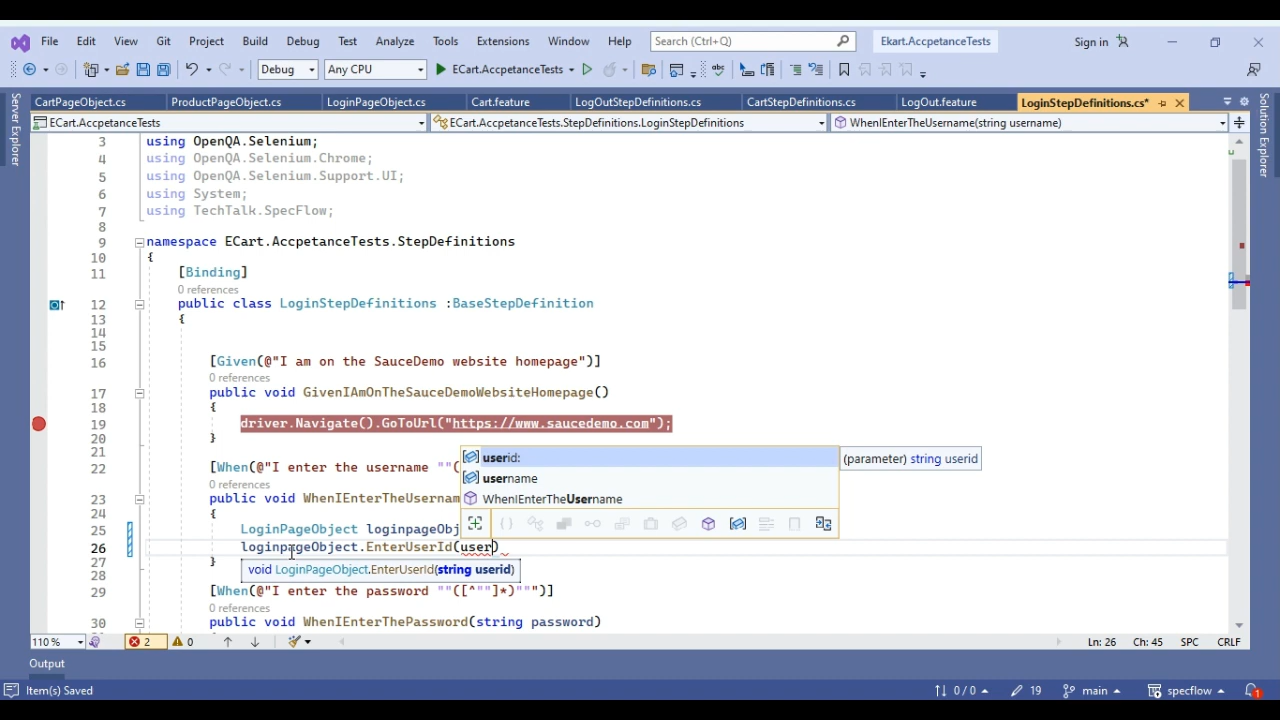 File Edit View Git Project Build Debug Test Analyze Tools Extensions Window Help Search (Ctrl+Q) Ekart.AccpetanceTests Sign in
Debug Any CPU ECart.AccpetanceTests
CartPageObject.cs ProductPageObject.cs LoginPageObject.cs Cart.feature LogOutStepDefinitions.cs CartStepDefinitions.cs LogOut.feature LoginStepDefinitions.cs*
ECart.AccpetanceTests ECart.AccpetanceTests.StepDefinitions.LoginStepDefinitions WhenIEnterTheUsername(string username)
Server Explorer
Solution Explorer
3 using OpenQA.Selenium;
4 using OpenQA.Selenium.Chrome;
5 using OpenQA.Selenium.Support.UI;
6 using System;
7 using TechTalk.SpecFlow;
8
9 namespace ECart.AccpetanceTests.StepDefinitions
10 {
11 [Binding]
0 references
12 public class LoginStepDefinitions :BaseStepDefinition
13 {
14
15
16 [Given(@"I am on the SauceDemo website homepage")]
0 references
17 public void GivenIAmOnTheSauceDemoWebsiteHomepage()
18 {
19 driver.Navigate().GoToUrl("https://www.saucedemo.com");
20 }
21
22 [When(@"I enter the username ""(
0 references
23 public void WhenIEnterTheUsernam
24 {
25 LoginPageObject loginpageObj
26 loginpageObject.EnterUserId(user)
27 }
28
29 [When(@"I enter the password ""([^""]*)""")]
0 references
30 public void WhenIEnterThePassword(string password)
userid:
username
WhenIEnterTheUsername
(parameter) string userid
void LoginPageObject.EnterUserId(string userid)
110 % 2 0 Ln: 26 Ch: 45 SPC CRLF
Output
Item(s) Saved 0 / 0 19 main specflow 1